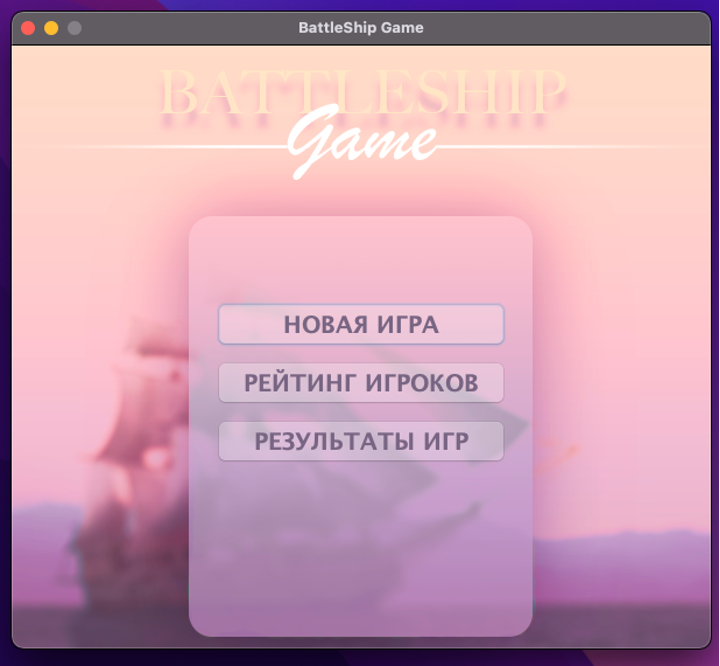 BattleShip Game
BATTLESHIP
Game
НОВАЯ ИГРА
РЕЙТИНГ ИГРОКОВ
РЕЗУЛЬТАТЫ ИГР